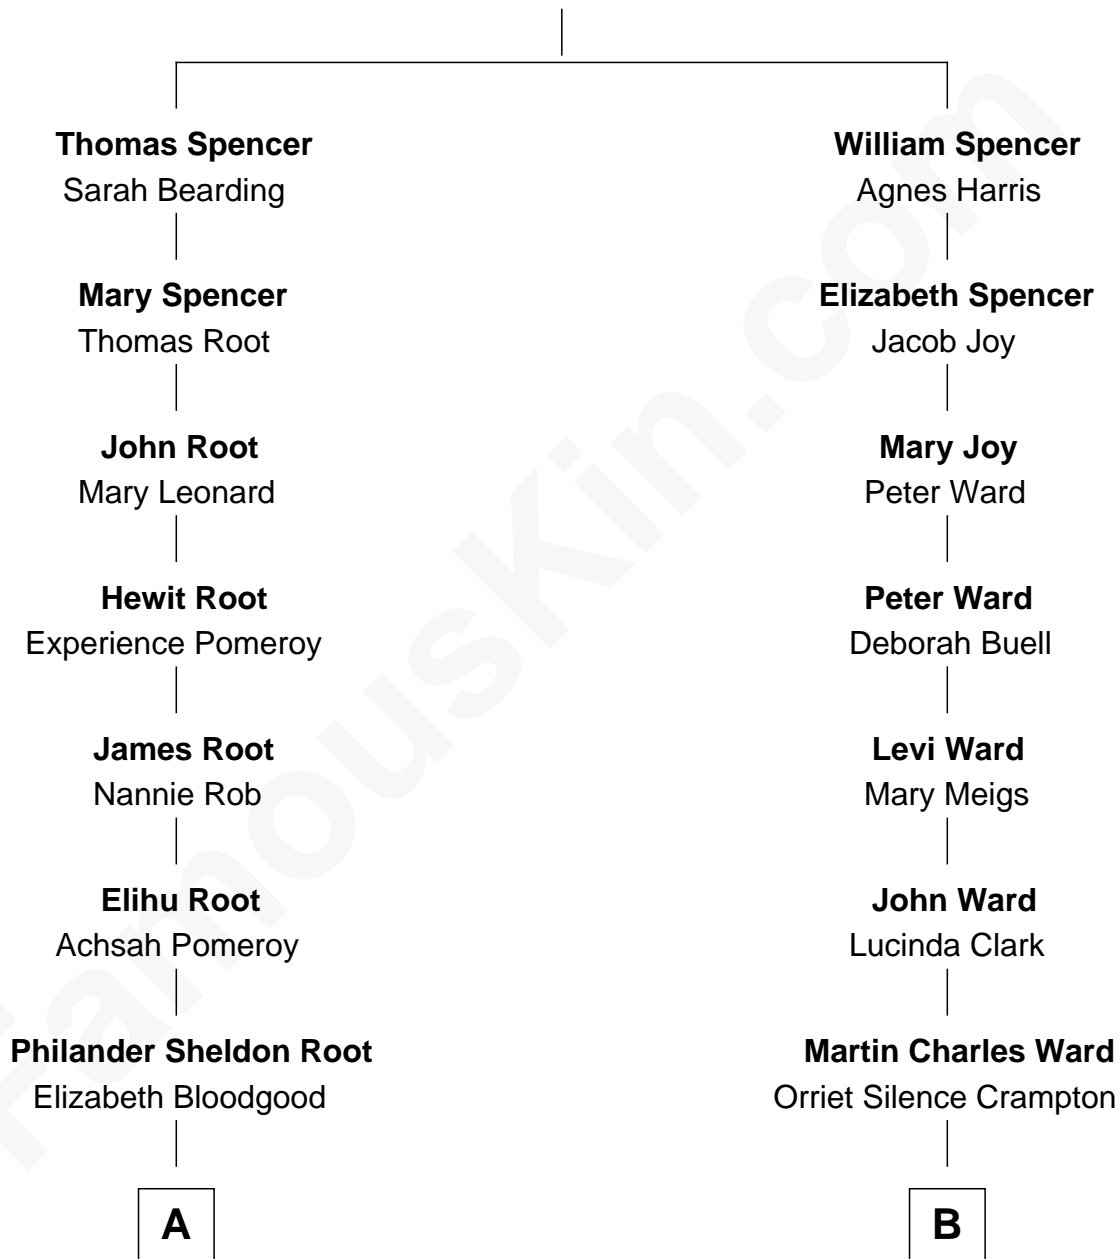 Thomas Spencer
Sarah Bearding
William Spencer
Agnes Harris
Mary Spencer
Thomas Root
Elizabeth Spencer
Jacob Joy
John Root
Mary Leonard
Mary Joy
Peter Ward
Hewit Root
Experience Pomeroy
Peter Ward
Deborah Buell
James Root
Nannie Rob
Levi Ward
Mary Meigs
Elihu Root
Achsah Pomeroy
John Ward
Lucinda Clark
Philander Sheldon Root
Elizabeth Bloodgood
Martin Charles Ward
Orriet Silence Crampton
A
B
FamousKin.com